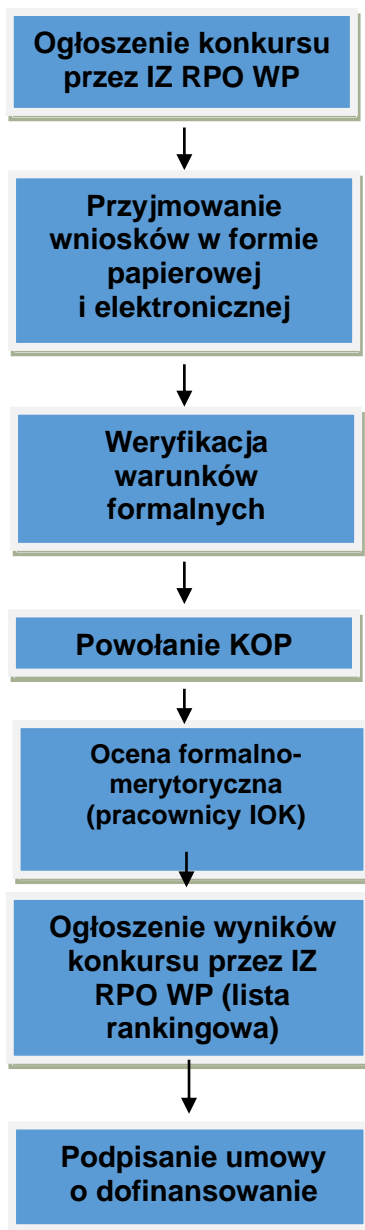 Ogłoszenie konkursu
przez IZ RPO WP
Przyjmowanie
wniosków w formie
papierowej
i elektronicznej
Weryfikacja
warunków
formalnych
Powołanie KOP
Ocena formalno-
merytoryczna
(pracownicy IOK)
Ogłoszenie wyników
konkursu przez IZ
RPO WP (lista
rankingowa)
Podpisanie umowy
o dofinansowanie